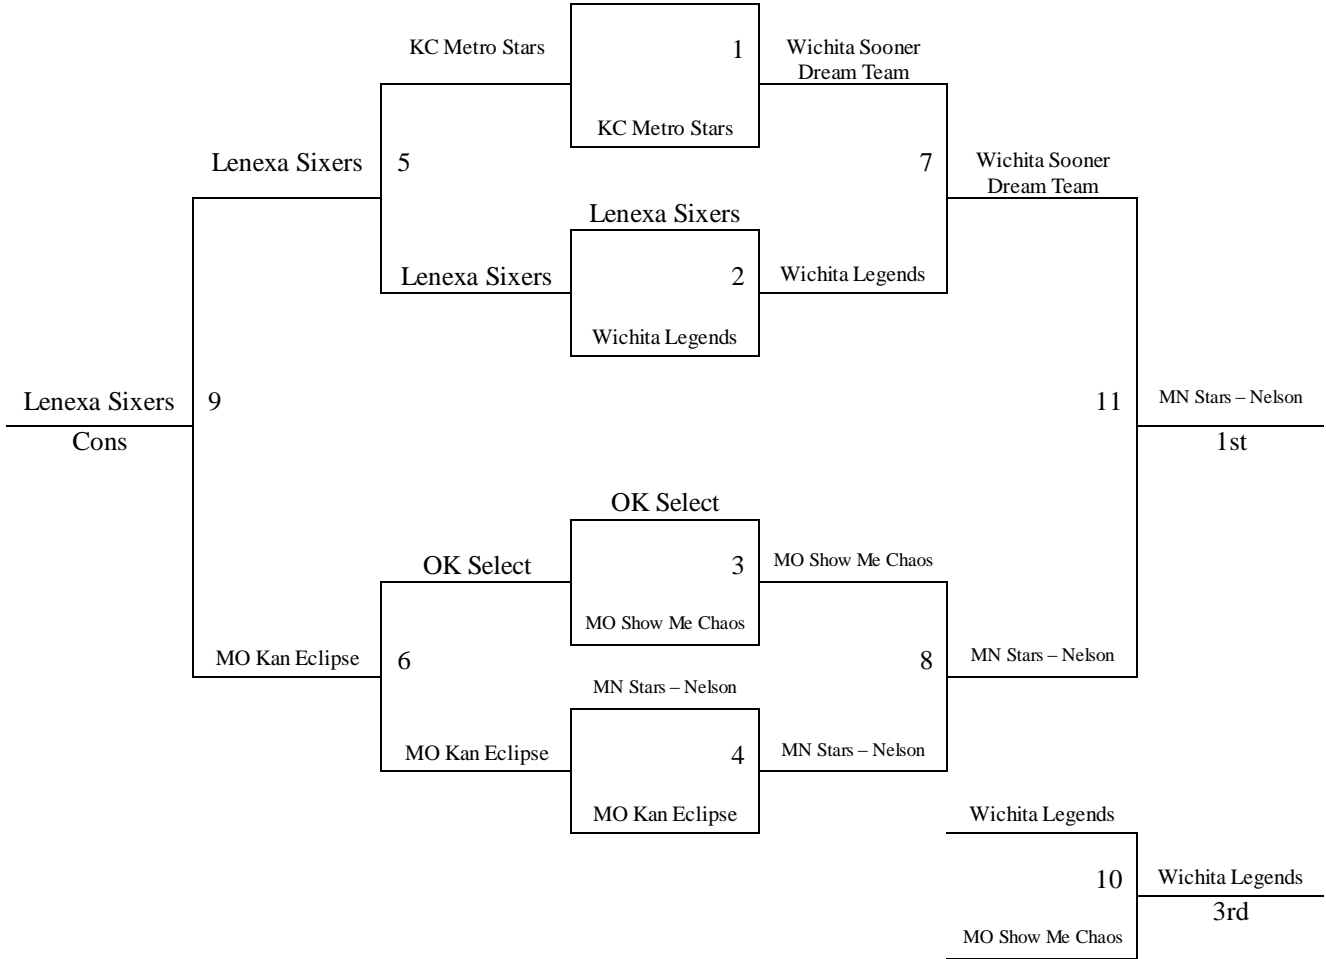 KC Metro Stars
1
Wichita Sooner
Dream Team
KC Metro Stars
Lenexa Sixers
5
7
Wichita Sooner
Dream Team
Lenexa Sixers
Lenexa Sixers
2
Wichita Legends
Wichita Legends
Lenexa Sixers
9
11
MN Stars – Nelson
Cons
1st
OK Select
OK Select
3
MO Show Me Chaos
MO Show Me Chaos
MO Kan Eclipse
6
8
MN Stars – Nelson
MN Stars – Nelson
MO Kan Eclipse
4
MN Stars – Nelson
MO Kan Eclipse
Wichita Legends
10
Wichita Legends
3rd
MO Show Me Chaos